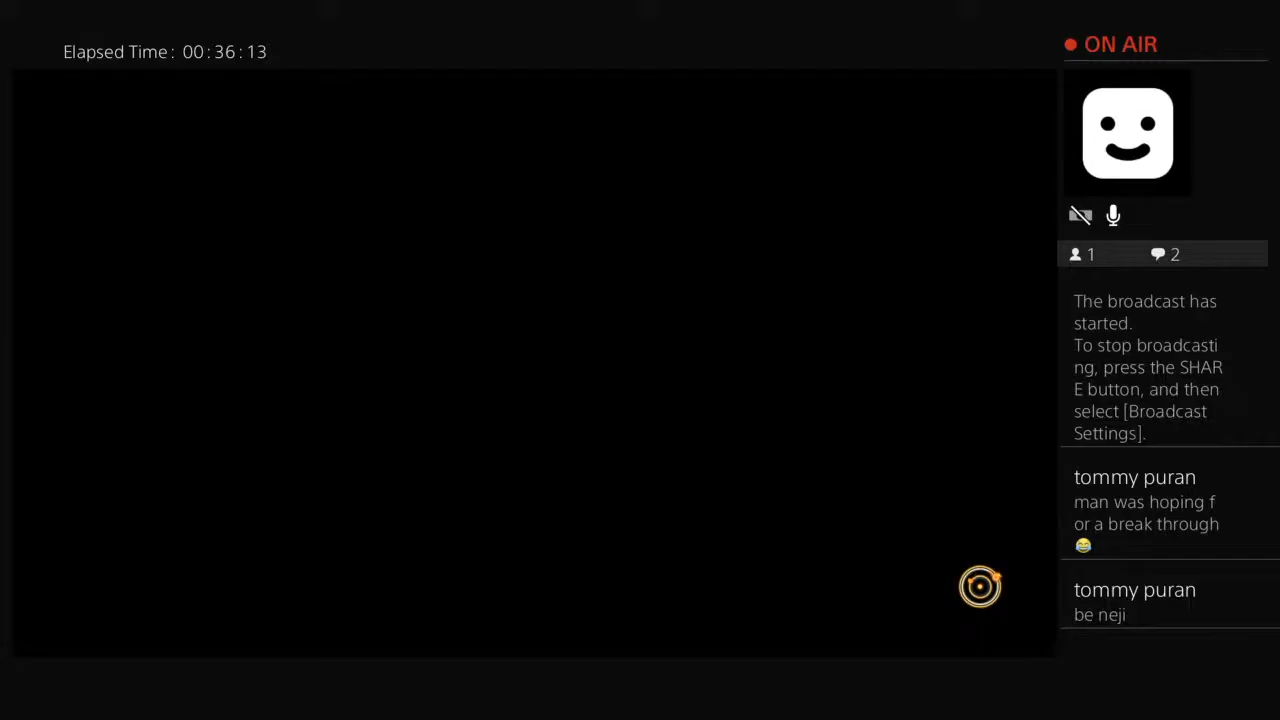 Elapsed Time: 00:36:13
ON AIR
1 2
The broadcast has
started.
To stop broadcasti
ng, press the SHAR
E button, and then
select [Broadcast
Settings].
tommy puran
man was hoping f
or a break through
😂
tommy puran
be neji